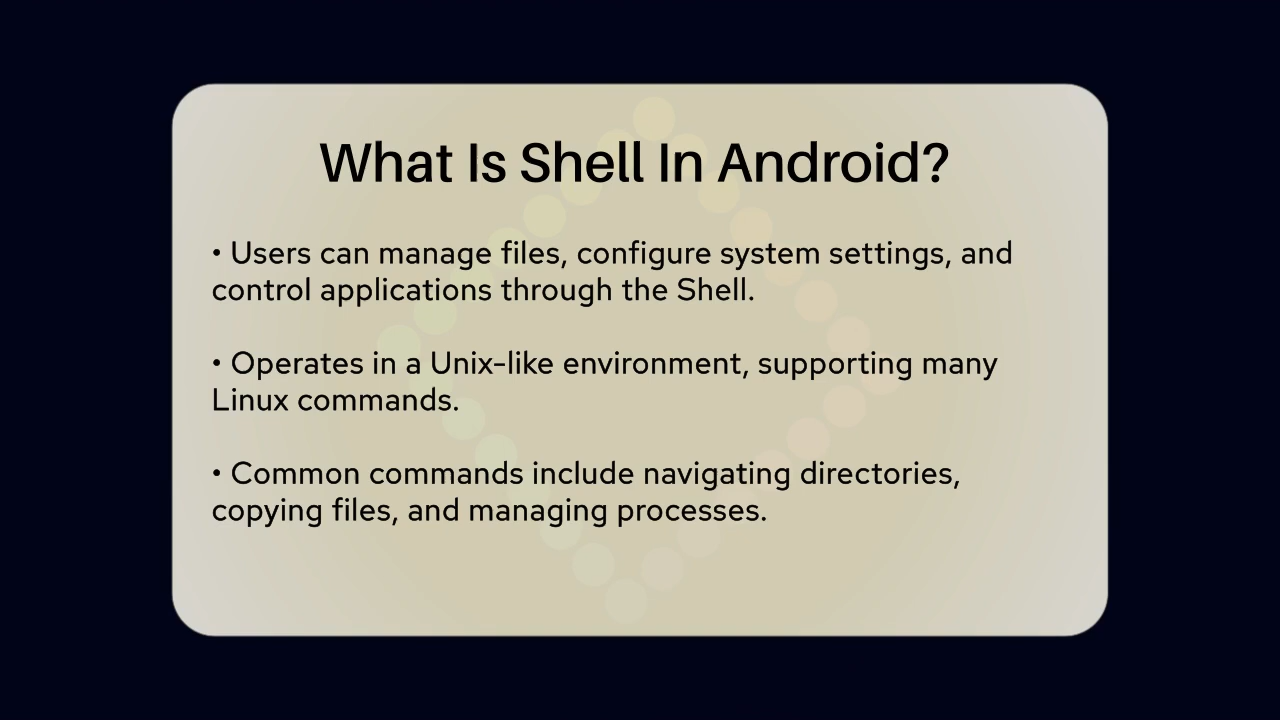 What Is Shell In Android?
• Users can manage files, configure system settings, and
control applications through the Shell.
• Operates in a Unix-like environment, supporting many
Linux commands.
• Common commands include navigating directories,
copying files, and managing processes.